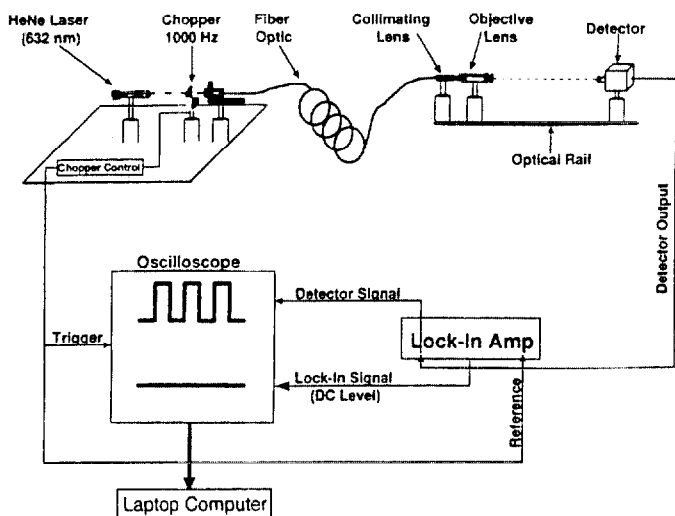 HeNe Laser
(632 nm)
Chopper
1000 Hz
Fiber
Optic
Collimating
Lens
Objective
Lens
Detector
Chopper Control
Optical Rail
Detector Output
Oscilloscope
Detector Signal
Trigger
Lock-In Amp
Lock-In Signal
(DC Level)
Reference
Laptop Computer